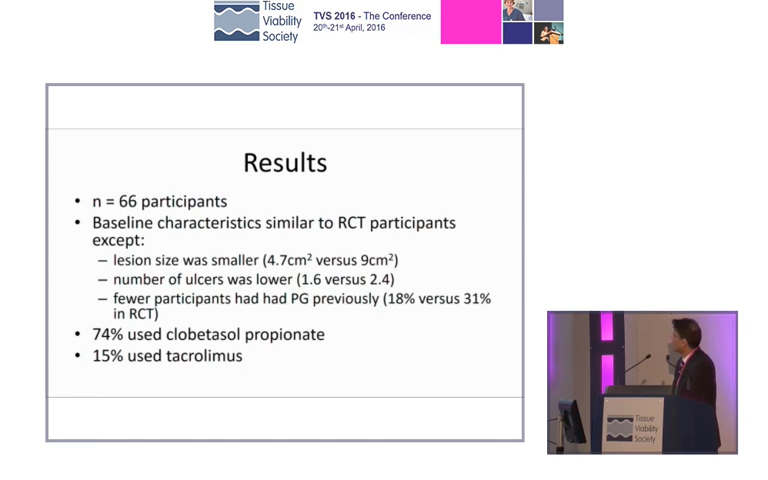 Tissue
Viability
Society
TVS 2016 - The Conference
20th-21st April, 2016
Results
• n = 66 participants
• Baseline characteristics similar to RCT participants
except:
– lesion size was smaller (4.7cm² versus 9cm²)
– number of ulcers was lower (1.6 versus 2.4)
– fewer participants had had PG previously (18% versus 31%
in RCT)
• 74% used clobetasol propionate
• 15% used tacrolimus
Tissue
Viability
Society